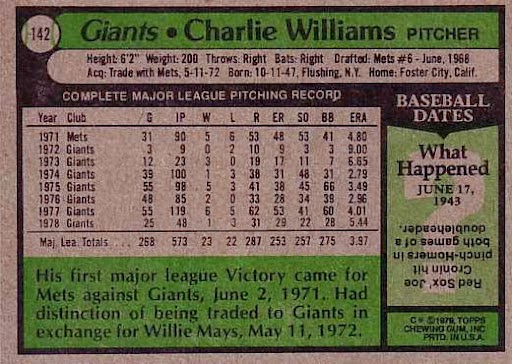 142
Giants • Charlie Williams PITCHER
Height: 6'2" Weight: 200 Throws: Right Bats: Right Drafted: Mets #6 - June, 1968
Acq: Trade with Mets, 5-11-72 Born: 10-11-47, Flushing, N.Y. Home: Foster City, Calif.
COMPLETE MAJOR LEAGUE PITCHING RECORD
Year Club G IP W L R ER SO BB ERA
1971 Mets 31 90 5 6 53 48 53 41 4.80
1972 Giants 3 9 0 2 10 9 3 3 9.00
1973 Giants 12 23 3 0 19 17 11 7 6.65
1974 Giants 39 100 1 3 38 31 48 31 2.79
1975 Giants 55 98 5 3 41 38 45 66 3.49
1976 Giants 48 85 2 0 33 28 34 39 2.96
1977 Giants 55 119 6 5 62 53 41 60 4.01
1978 Giants 25 48 1 3 31 29 22 28 5.44
Maj. Lea. Totals . . . . 268 573 23 22 287 253 257 275 3.97
His first major league Victory came for
Mets against Giants, June 2, 1971. Had
distinction of being traded to Giants in
exchange for Willie Mays, May 11, 1972.
BASEBALL
DATES
What
Happened
JUNE 17,
1943
?
Red Sox' Joe
Cronin hit
pinch-homers in
both games of a
doubleheader.
C* ©1979, TOPPS
CHEWING GUM, INC
PRTD. IN U.S.A.